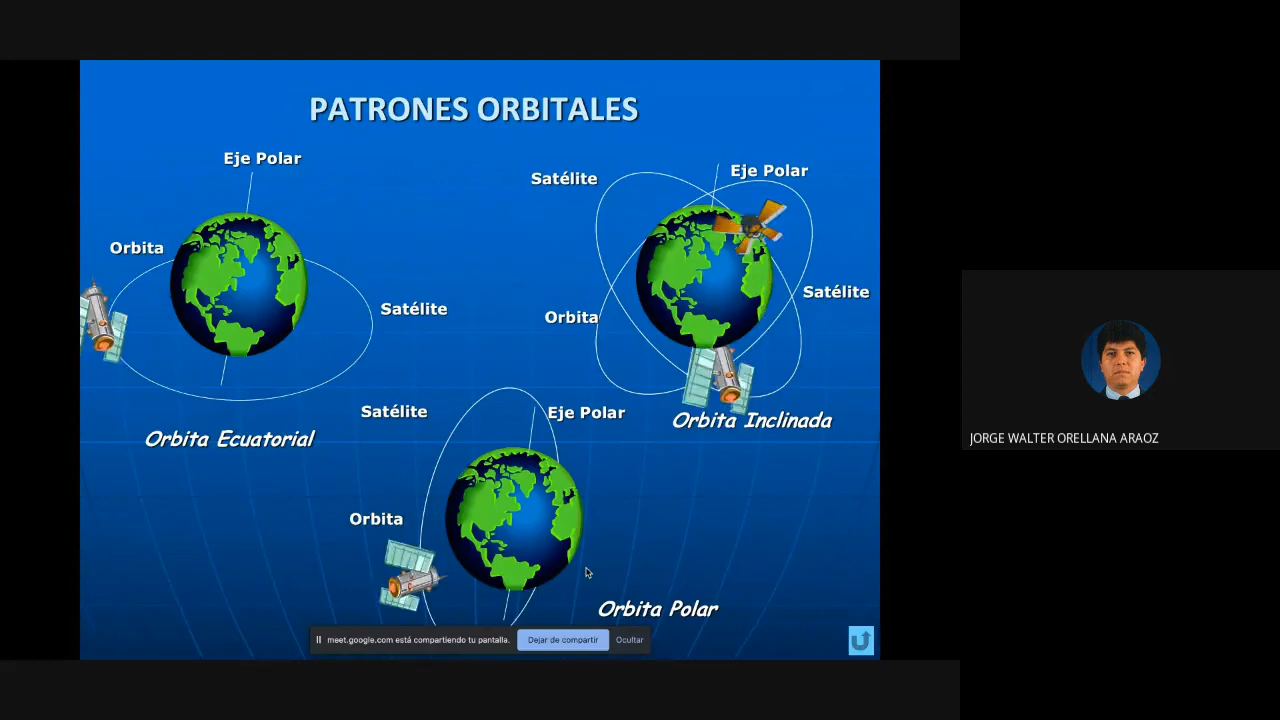 PATRONES ORBITALES
Eje Polar
Orbita
Satélite
Orbita Ecuatorial
Satélite
Eje Polar
Satélite
Orbita
Orbita Inclinada
Satélite
Eje Polar
Orbita
Orbita Polar
meet.google.com está compartiendo tu pantalla.
Dejar de compartir
Ocultar
JORGE WALTER ORELLANA ARAOZ